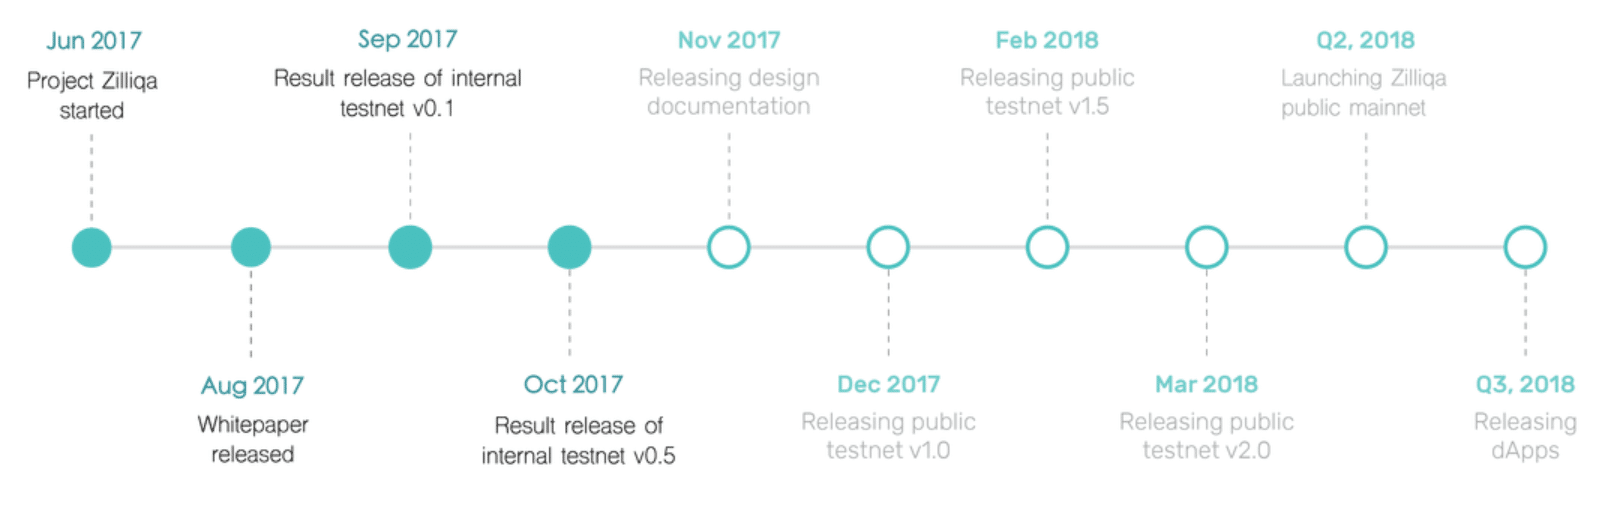 Jun 2017
Project Zilliqa
started
Sep 2017
Result release of internal
testnet v0.1
Nov 2017
Releasing design
documentation
Feb 2018
Releasing public
testnet v1.5
Q2, 2018
Launching Zilliqa
public mainnet
Aug 2017
Whitepaper
released
Oct 2017
Result release of
internal testnet v0.5
Dec 2017
Releasing public
testnet v1.0
Mar 2018
Releasing public
testnet v2.0
Q3, 2018
Releasing
dApps